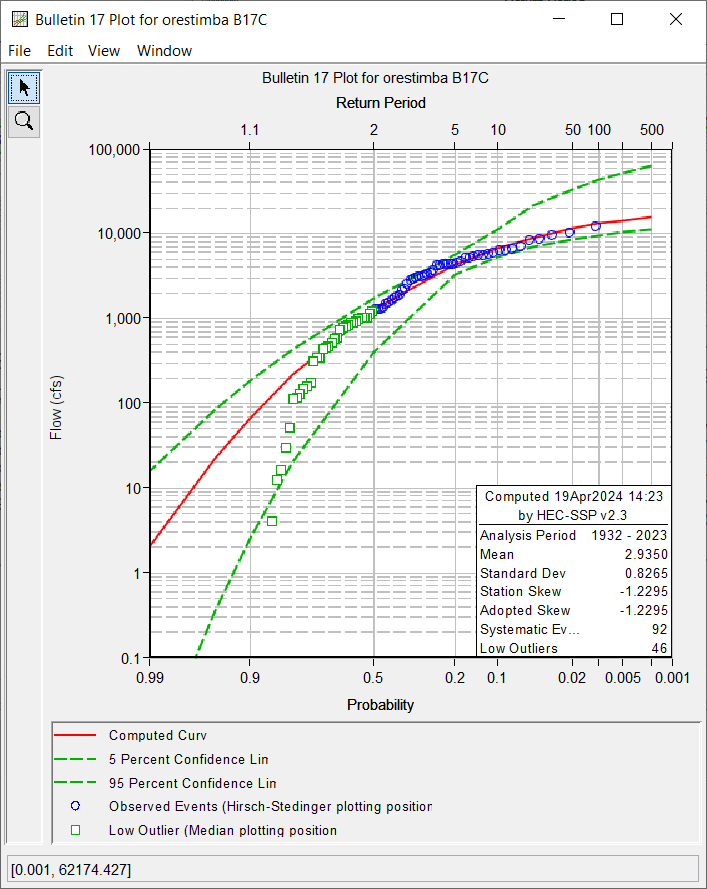 Bulletin 17 Plot for orestimba B17C
File Edit View Window
Bulletin 17 Plot for orestimba B17C
Return Period
1.1 2 5 10 50 100 500
100,000
10,000
1,000
100
10
1
0.1
Flow (cfs)
Computed 19Apr2024 14:23
by HEC-SSP v2.3
Analysis Period 1932 - 2023
Mean 2.9350
Standard Dev 0.8265
Station Skew -1.2295
Adopted Skew -1.2295
Systematic Ev... 92
Low Outliers 46
0.99 0.9 0.5 0.2 0.1 0.02 0.005 0.001
Probability
Computed Curv
5 Percent Confidence Lin
95 Percent Confidence Lin
Observed Events (Hirsch-Stedinger plotting position
Low Outlier (Median plotting position
[0.001, 62174.427]